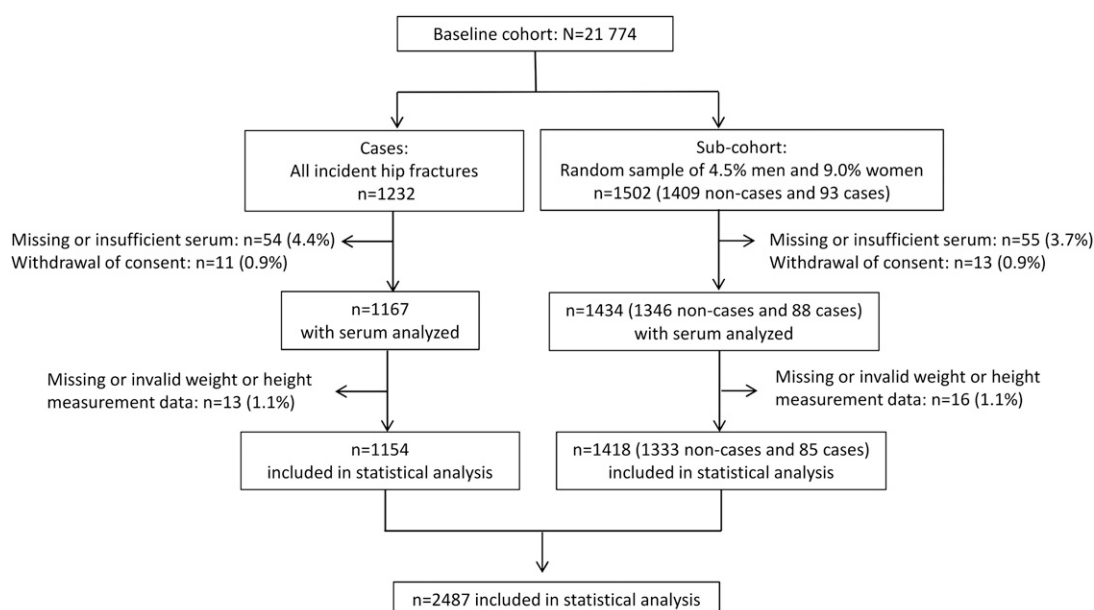 Baseline cohort: N=21 774
Cases:
All incident hip fractures
n=1232
Sub-cohort:
Random sample of 4.5% men and 9.0% women
n=1502 (1409 non-cases and 93 cases)
Missing or insufficient serum: n=54 (4.4%)
Withdrawal of consent: n=11 (0.9%)
Missing or insufficient serum: n=55 (3.7%)
Withdrawal of consent: n=13 (0.9%)
n=1167
with serum analyzed
n=1434 (1346 non-cases and 88 cases)
with serum analyzed
Missing or invalid weight or height
measurement data: n=13 (1.1%)
Missing or invalid weight or height
measurement data: n=16 (1.1%)
n=1154
included in statistical analysis
n=1418 (1333 non-cases and 85 cases)
included in statistical analysis
n=2487 included in statistical analysis